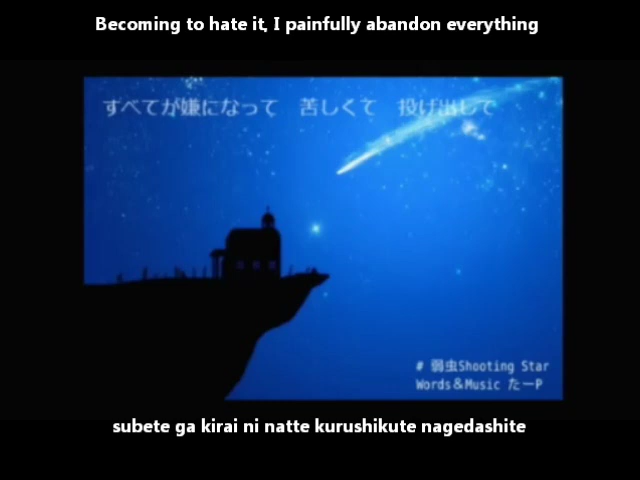 Becoming to hate it, I painfully abandon everything
すべてが嫌になって　苦しくて　投げ出して
# 弱虫Shooting Star
Words＆Music たーP
subete ga kirai ni natte kurushikute nagedashite